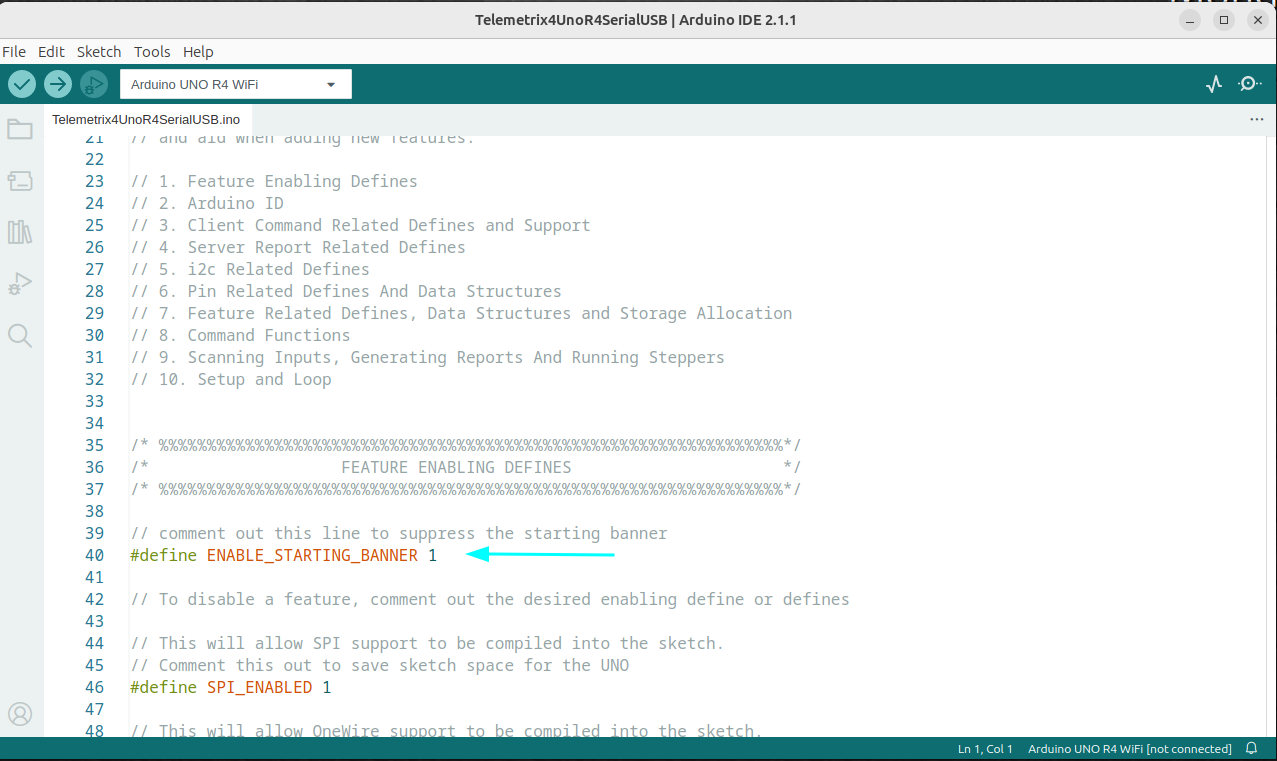 Telemetrix4UnoR4SerialUSB | Arduino IDE 2.1.1
File Edit Sketch Tools Help
Arduino UNO R4 WiFi
Telemetrix4UnoR4SerialUSB.ino
21 // and aid when adding new features.
22
23 // 1. Feature Enabling Defines
24 // 2. Arduino ID
25 // 3. Client Command Related Defines and Support
26 // 4. Server Report Related Defines
27 // 5. i2c Related Defines
28 // 6. Pin Related Defines And Data Structures
29 // 7. Feature Related Defines, Data Structures and Storage Allocation
30 // 8. Command Functions
31 // 9. Scanning Inputs, Generating Reports And Running Steppers
32 // 10. Setup and Loop
33
34
35 /* %%%%%%%%%%%%%%%%%%%%%%%%%%%%%%%%%%%%%%%%%%%%%%%%%%%%%%%%%%%%%%%%%*/
36 /* FEATURE ENABLING DEFINES */
37 /* %%%%%%%%%%%%%%%%%%%%%%%%%%%%%%%%%%%%%%%%%%%%%%%%%%%%%%%%%%%%%%%%%*/
38
39 // comment out this line to suppress the starting banner
40 #define ENABLE_STARTING_BANNER 1
41
42 // To disable a feature, comment out the desired enabling define or defines
43
44 // This will allow SPI support to be compiled into the sketch.
45 // Comment this out to save sketch space for the UNO
46 #define SPI_ENABLED 1
47
48 // This will allow OneWire support to be compiled into the sketch.
Ln 1, Col 1 Arduino UNO R4 WiFi [not connected]